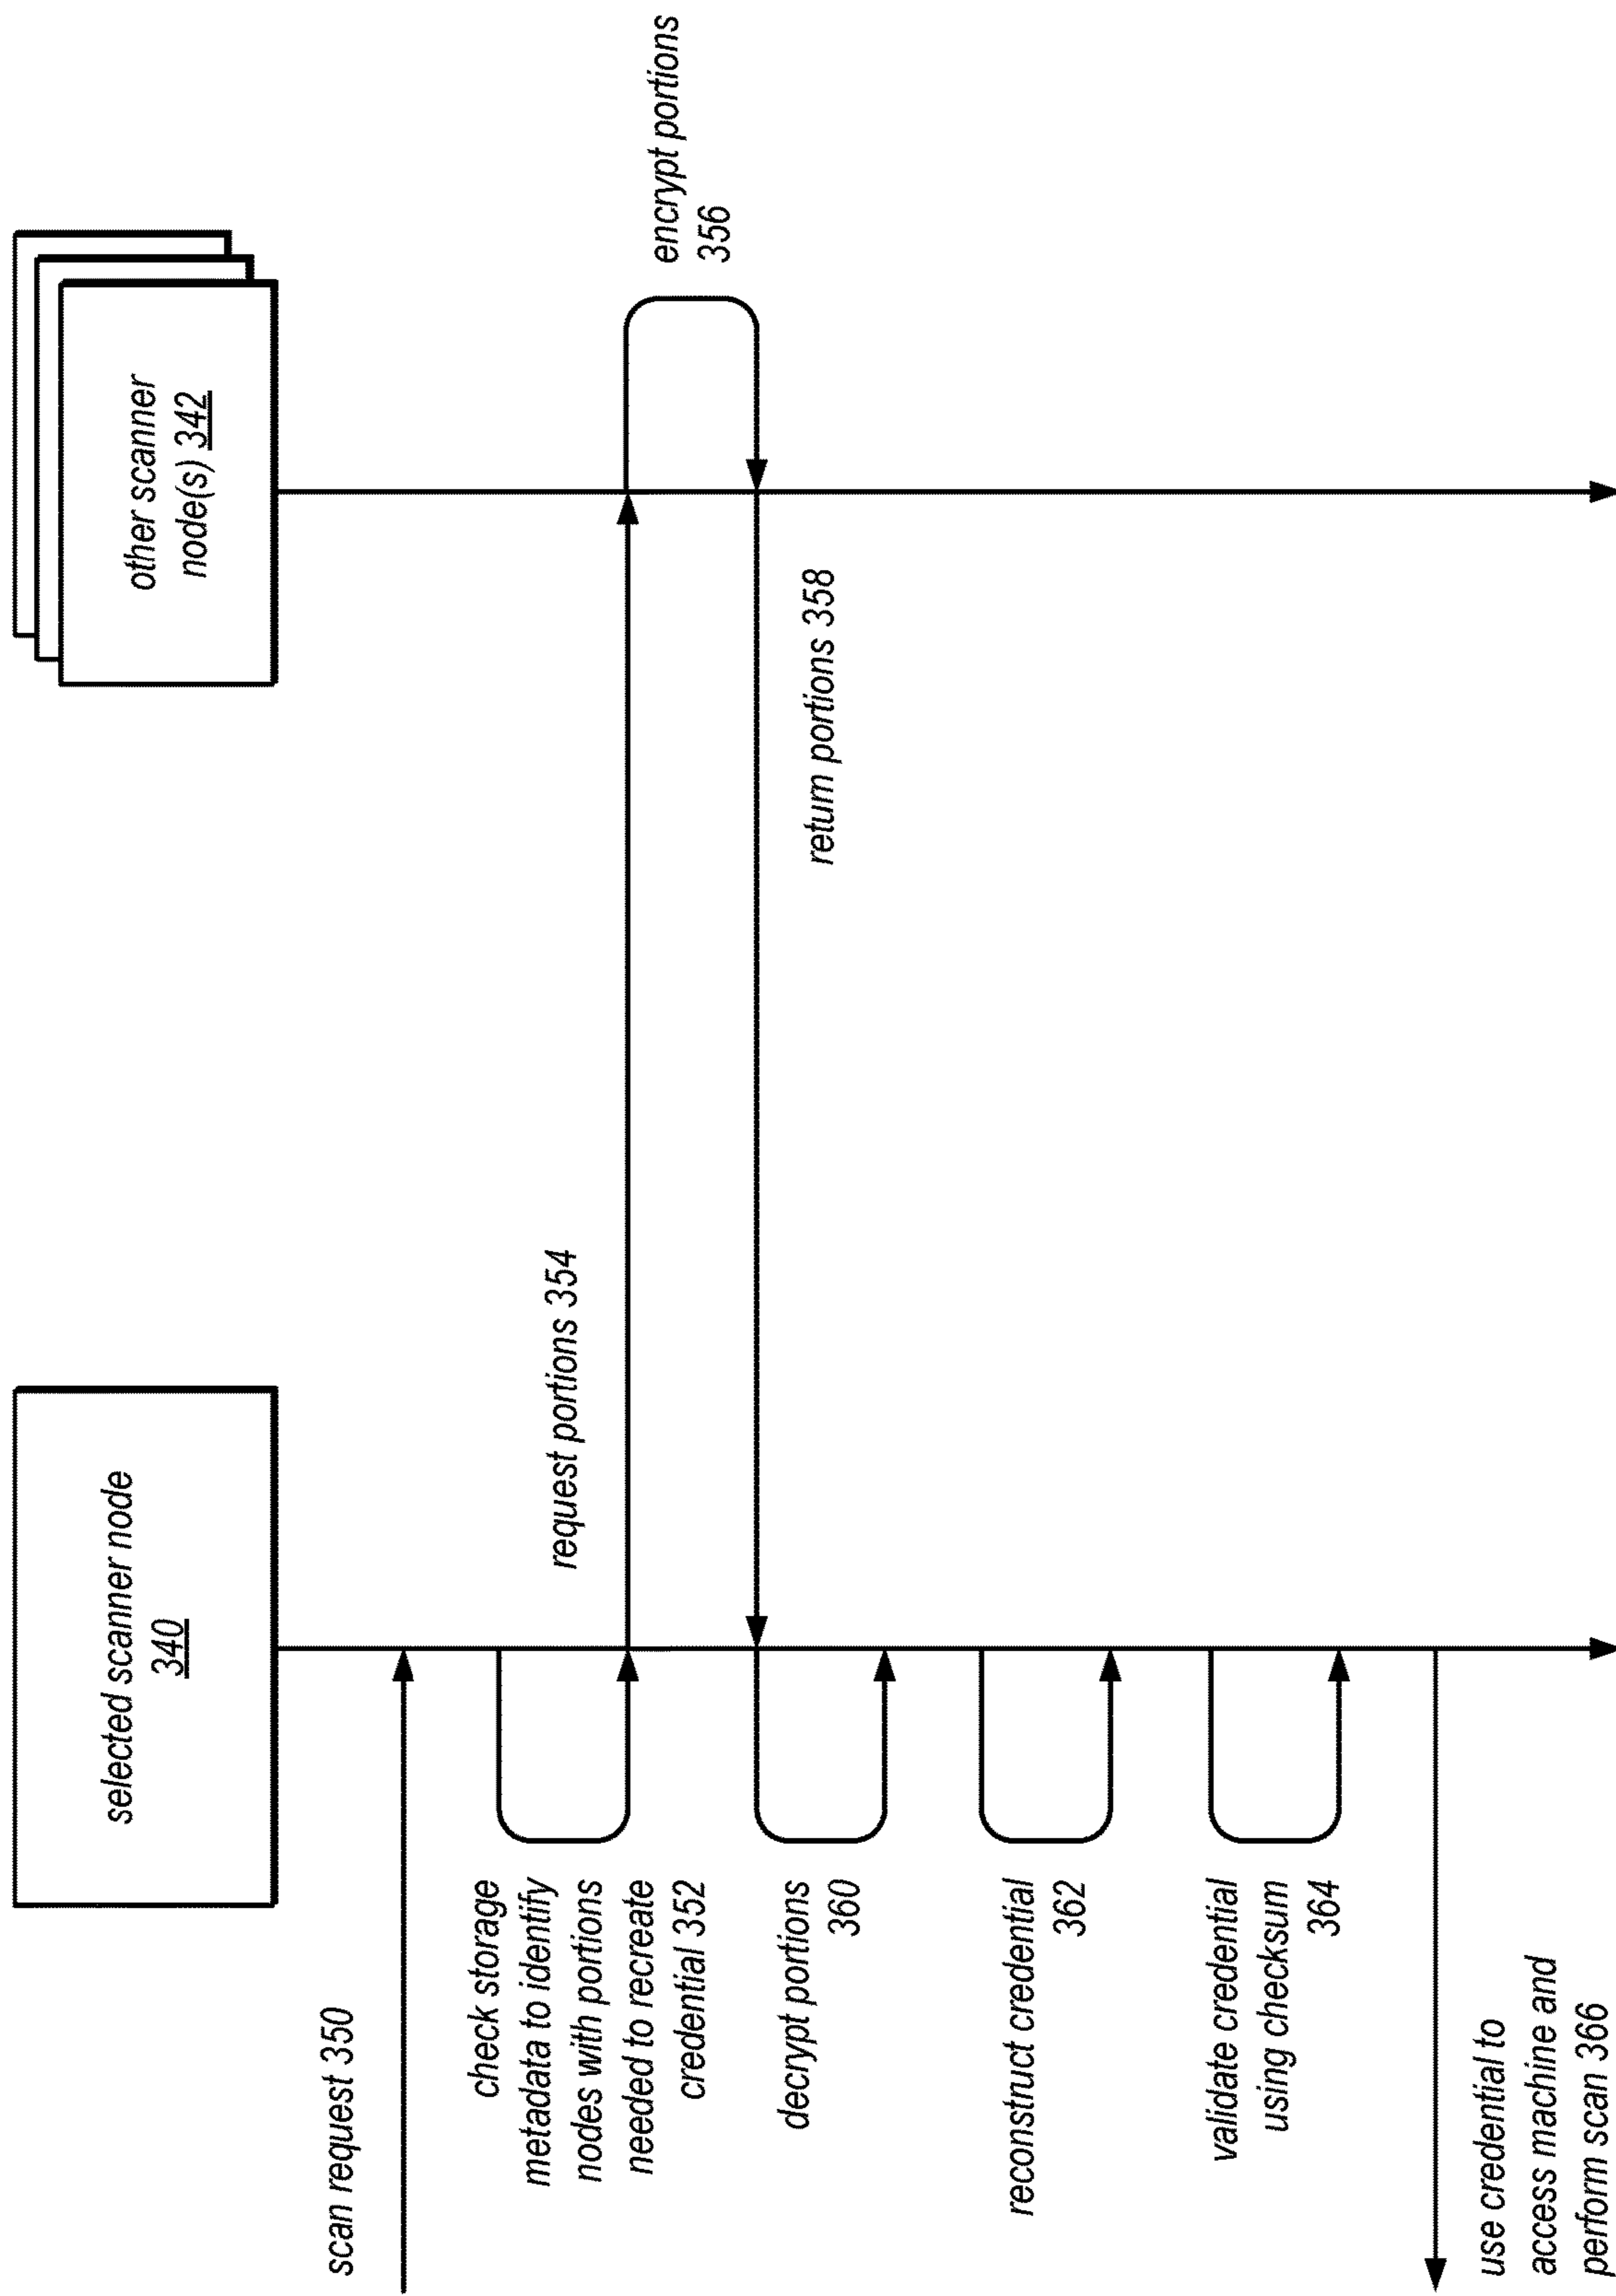 selected scanner node
340
other scanner
node(s) 342
scan request 350
check storage
metadata to identify
nodes with portions
needed to recreate
credential 352
request portions 354
encrypt portions
356
return portions 358
decrypt portions
360
reconstruct credential
362
validate credential
using checksum
364
use credential to
access machine and
perform scan 366